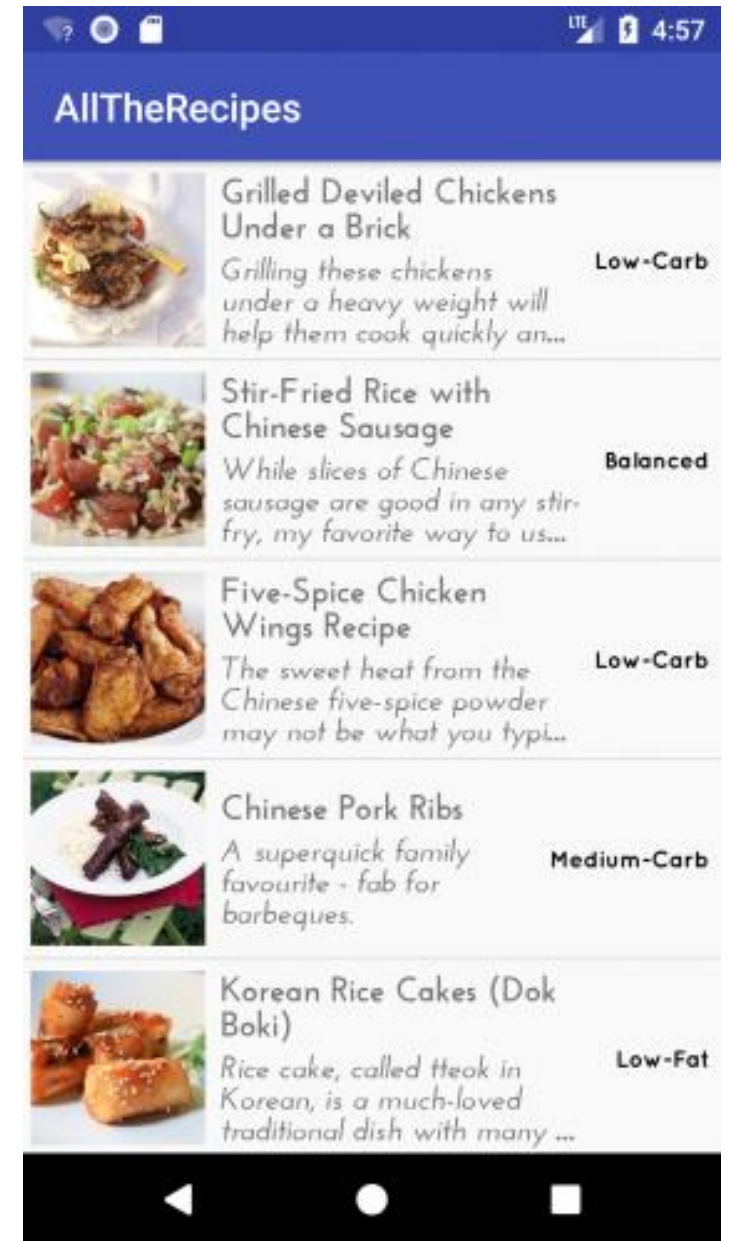 LTE 4:57
AllTheRecipes
Grilled Deviled Chickens
Under a Brick
Grilling these chickens
under a heavy weight will
help them cook quickly an...
Low-Carb
Stir-Fried Rice with
Chinese Sausage
While slices of Chinese
sausage are good in any stir-
fry, my favorite way to us...
Balanced
Five-Spice Chicken
Wings Recipe
The sweet heat from the
Chinese five-spice powder
may not be what you typi...
Low-Carb
Chinese Pork Ribs
A superquick family
favourite - fab for
barbeques.
Medium-Carb
Korean Rice Cakes (Dok
Boki)
Rice cake, called tteok in
Korean, is a much-loved
traditional dish with many ...
Low-Fat